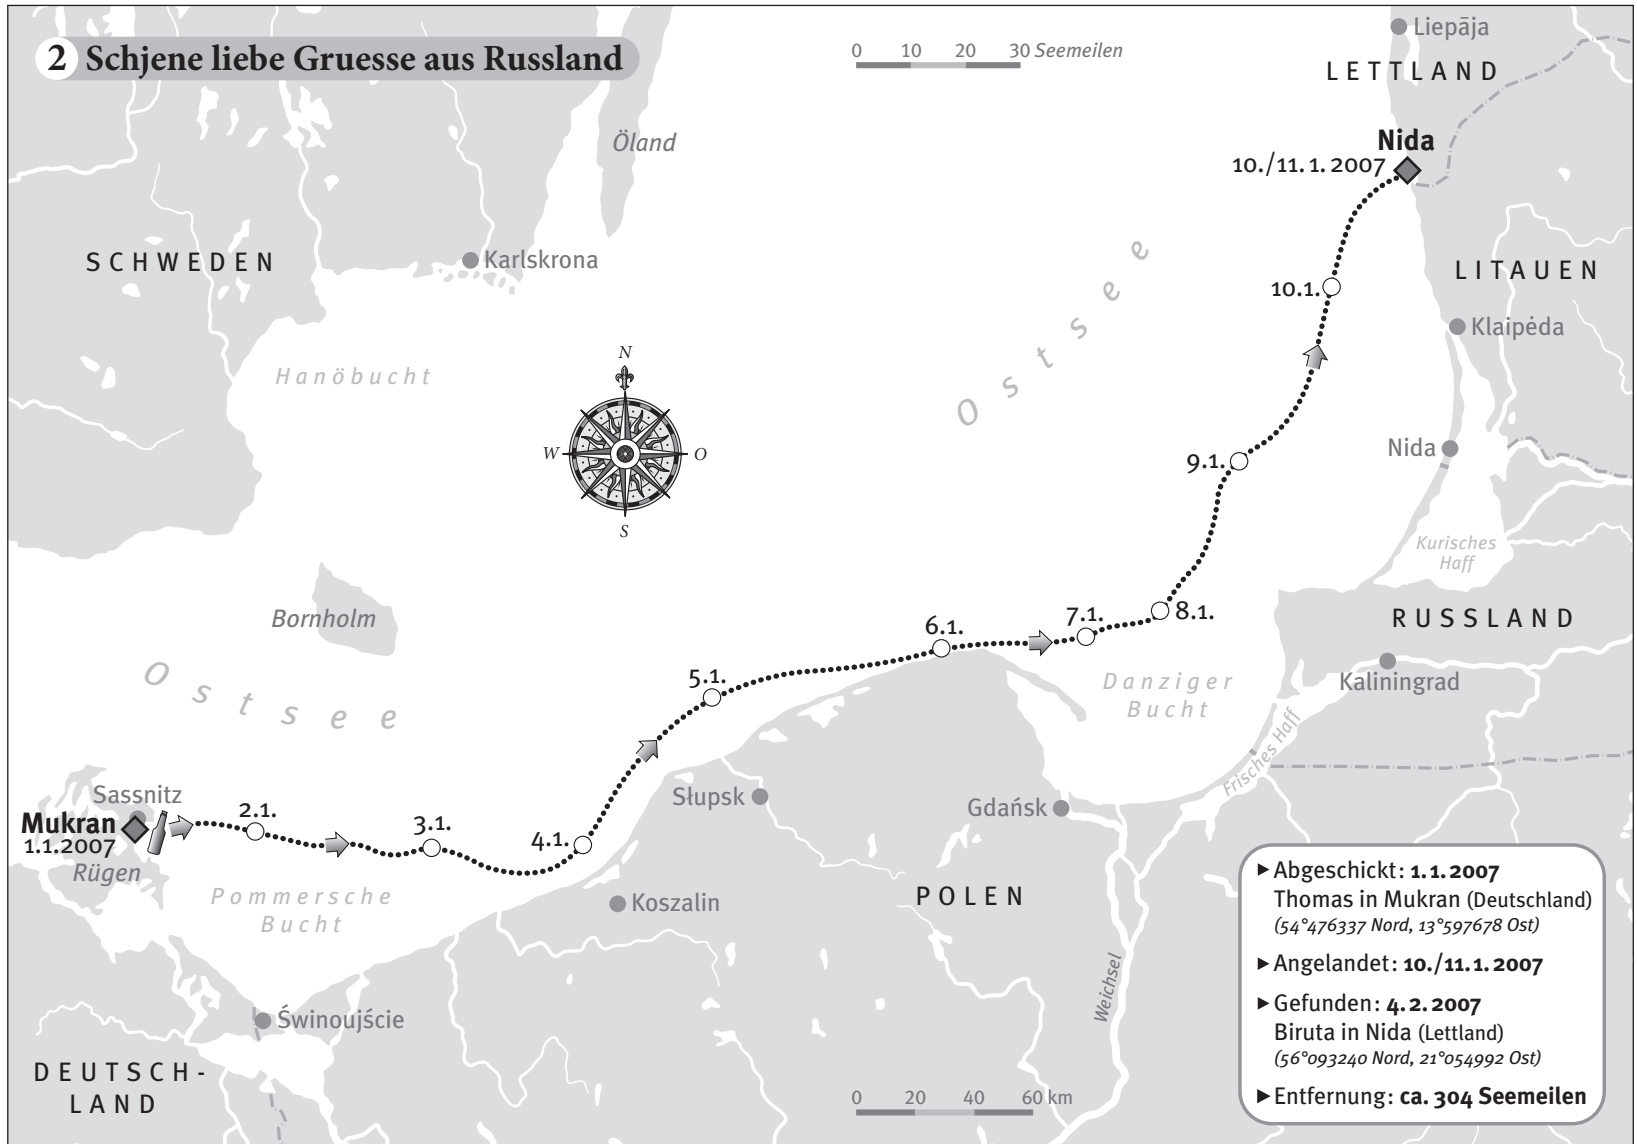 2 Schjene liebe Gruesse aus Russland
0 10 20 30 Seemeilen
Liepāja
LETTLAND
Öland
Nida
10./11.1.2007
SCHWEDEN
Karlskrona
LITAUEN
10.1.
Klaipėda
Hanöbucht
Ostsee
N
W
O
S
Nida
9.1.
Kurisches
Haff
Bornholm
RUSSLAND
8.1.
7.1.
6.1.
Kaliningrad
Ostsee
5.1.
Danziger
Bucht
Frisches Haff
Sassnitz
Mukran
1.1.2007
Rügen
2.1.
3.1.
4.1.
Słupsk
Gdańsk
Pommersche
Bucht
Koszalin
POLEN
Weichsel
Świnoujście
DEUTSCH-
LAND
0 20 40 60 km
▶ Abgeschickt: 1.1.2007
Thomas in Mukran (Deutschland)
(54°476337 Nord, 13°597678 Ost)
▶ Angelandet: 10./11.1.2007
▶ Gefunden: 4.2.2007
Biruta in Nida (Lettland)
(56°093240 Nord, 21°054992 Ost)
▶ Entfernung: ca. 304 Seemeilen